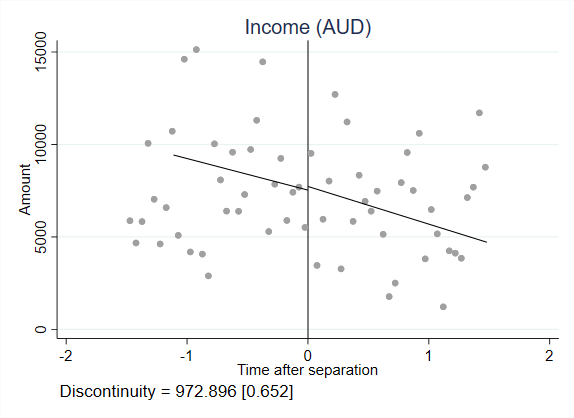 Income (AUD)
15000
10000
5000
0
Amount
-2 -1 0 1 2
Time after separation
Discontinuity = 972.896 [0.652]